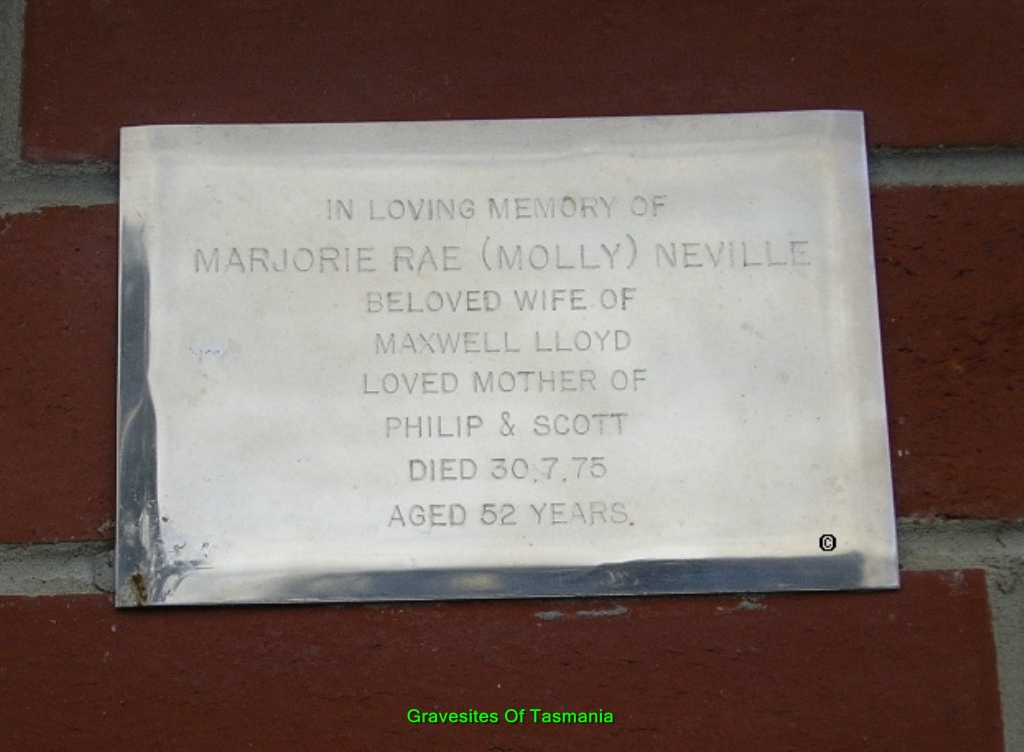 IN LOVING MEMORY OF
MARJORIE RAE (MOLLY) NEVILLE
BELOVED WIFE OF
MAXWELL LLOYD
LOVED MOTHER OF
PHILIP & SCOTT
DIED 30.7.75
AGED 52 YEARS.
©
Gravesites Of Tasmania